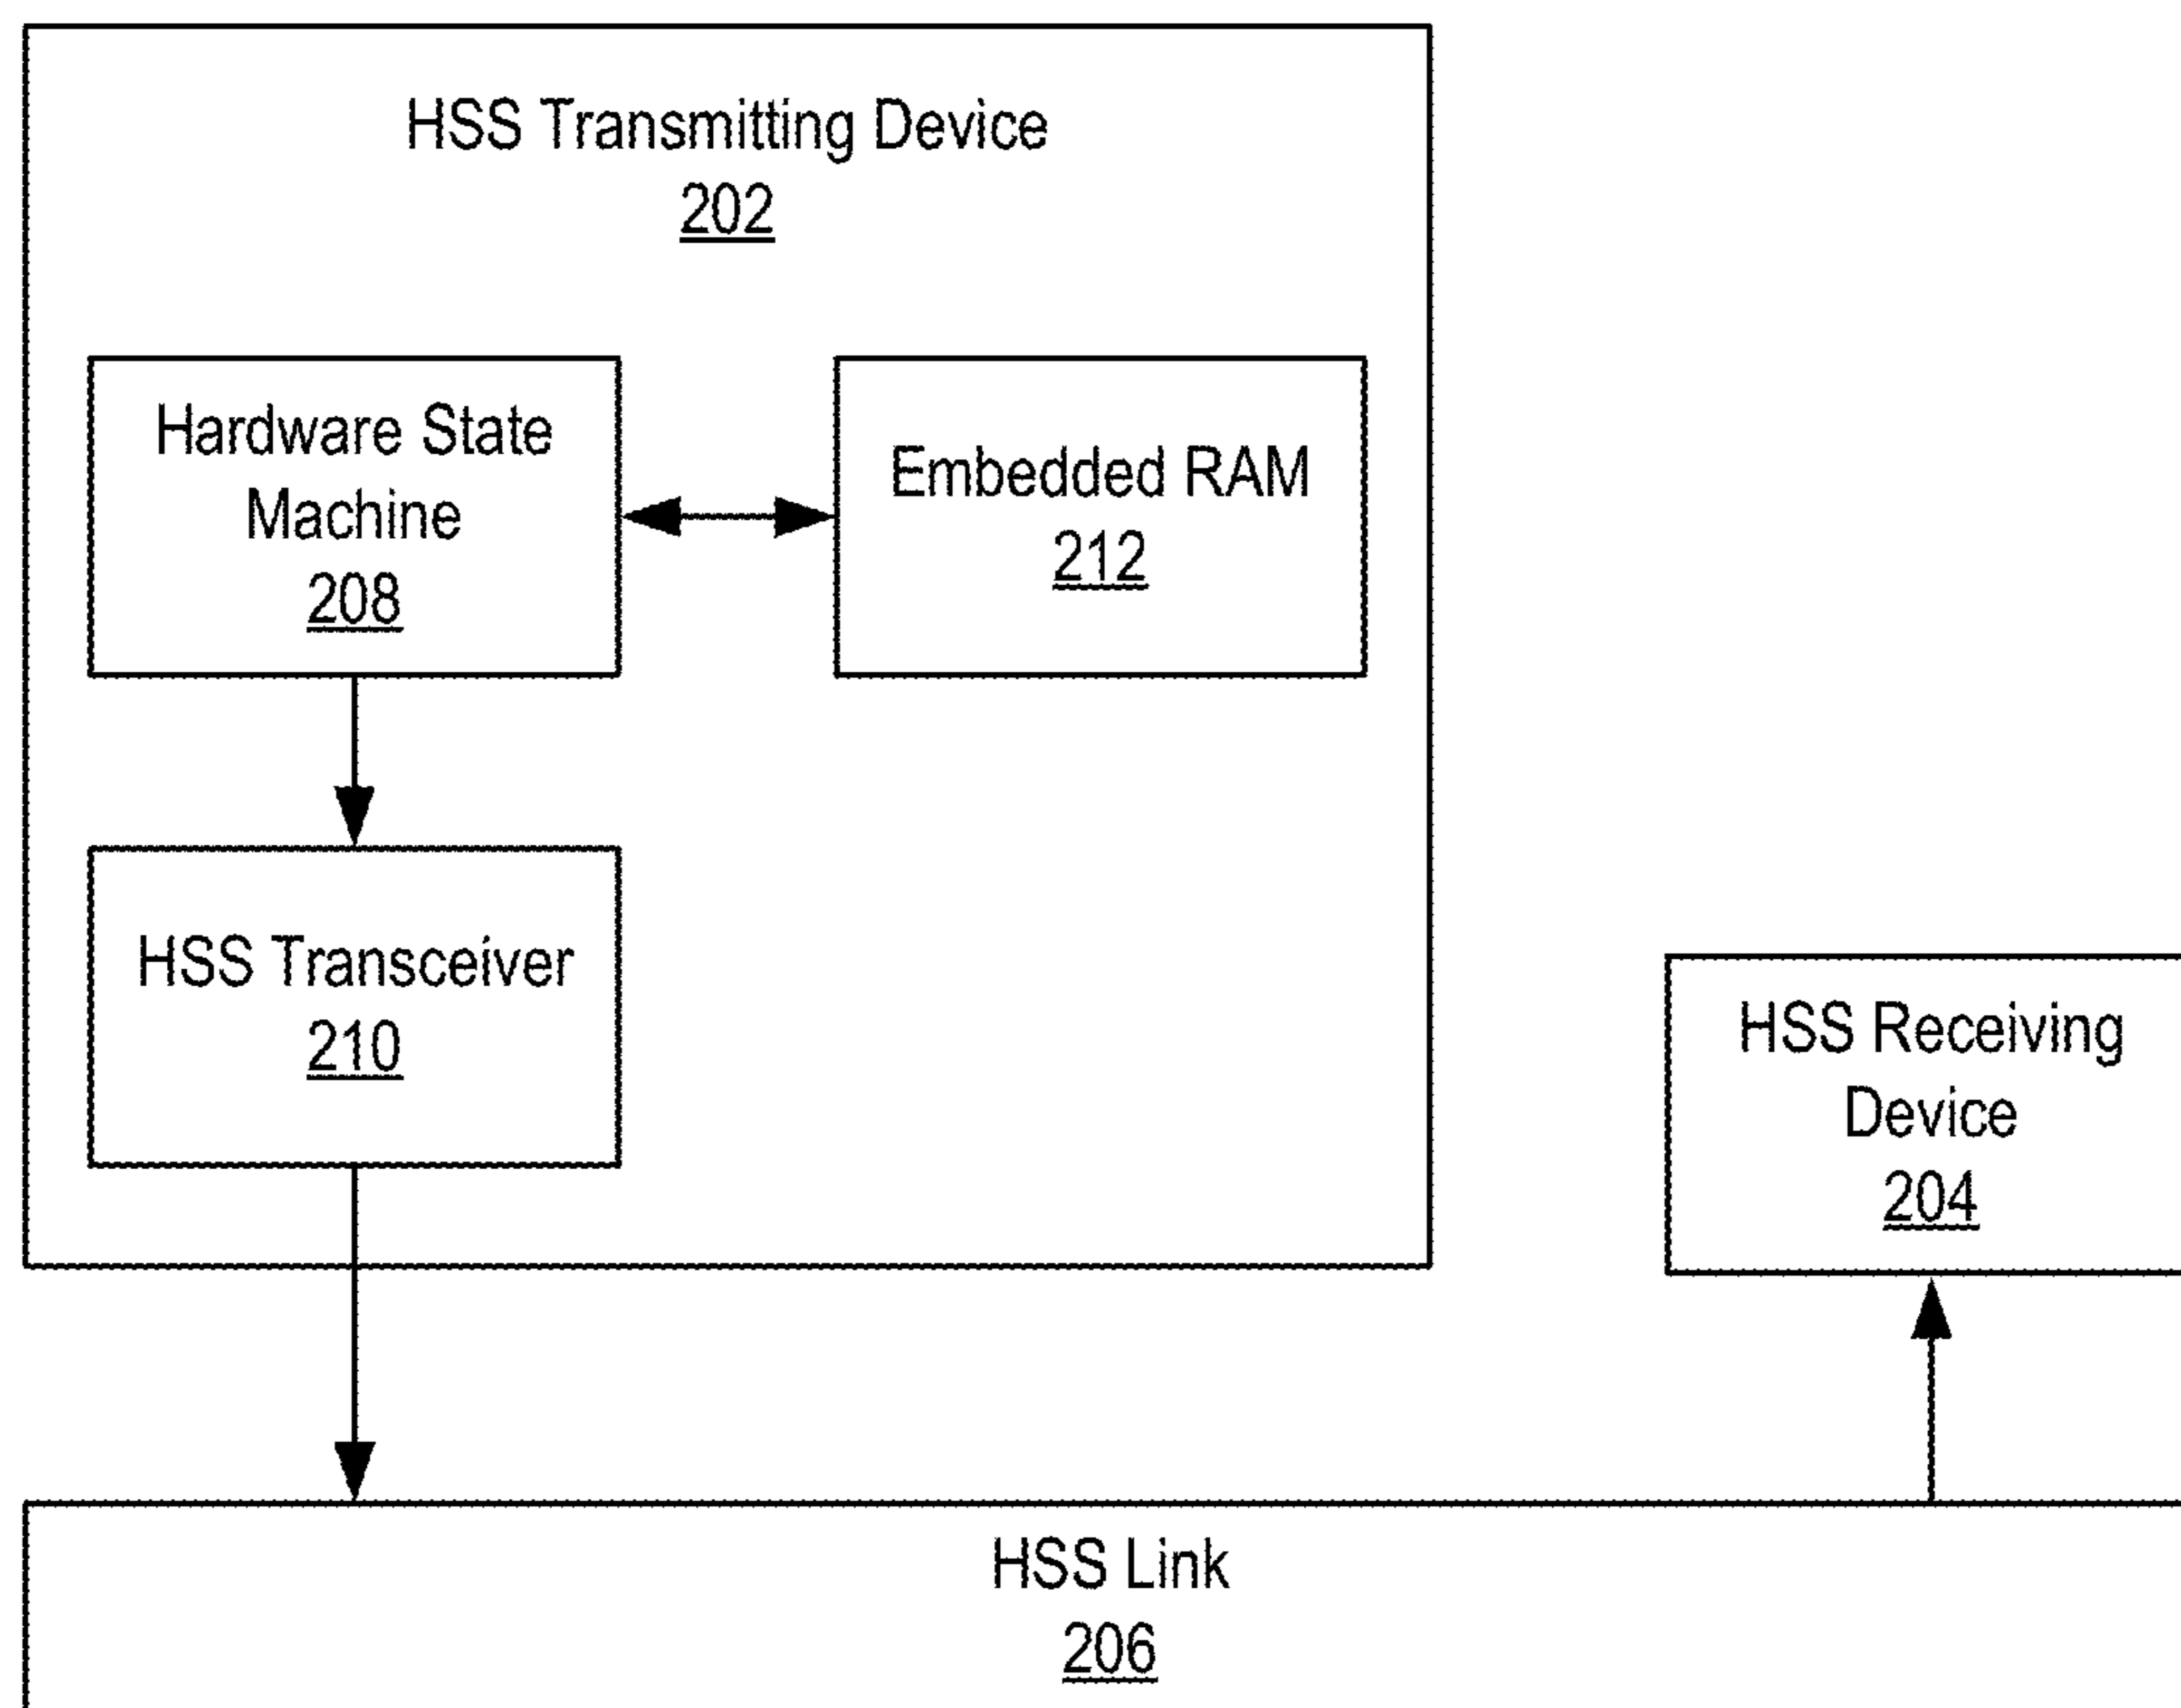 HSS Transmitting Device
202
Hardware State
Machine
208
Embedded RAM
212
HSS Transceiver
210
HSS Receiving
Device
204
HSS Link
206